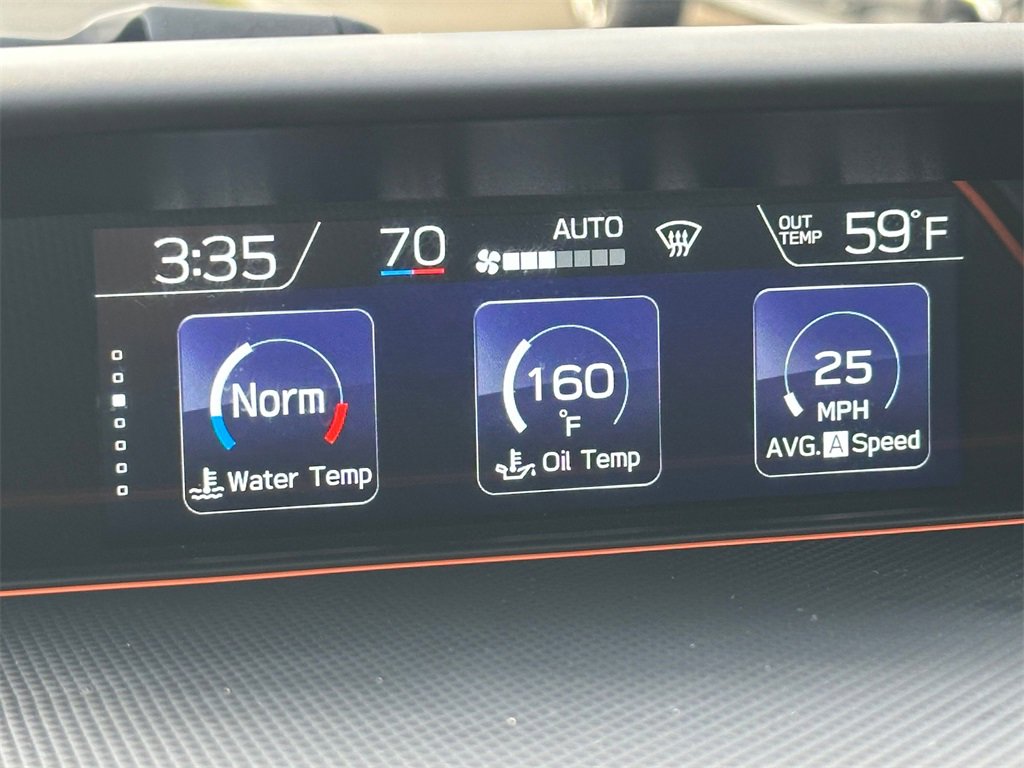 3:35
70
AUTO
OUT
TEMP
59°F
Norm
Water Temp
160
°F
Oil Temp
25
MPH
AVG. A Speed